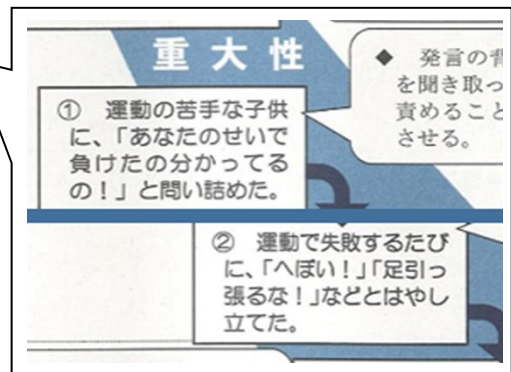 重大性
① 運動の苦手な子供
に、「あなたのせいで
負けたの分かってる
の!」と問い詰めた。
◆ 発言の背
を聞き取っ
責めること
させる。
② 運動で失敗するたび
に、「へぼい!」「足引っ
張るな!」などとはやし
立てた。